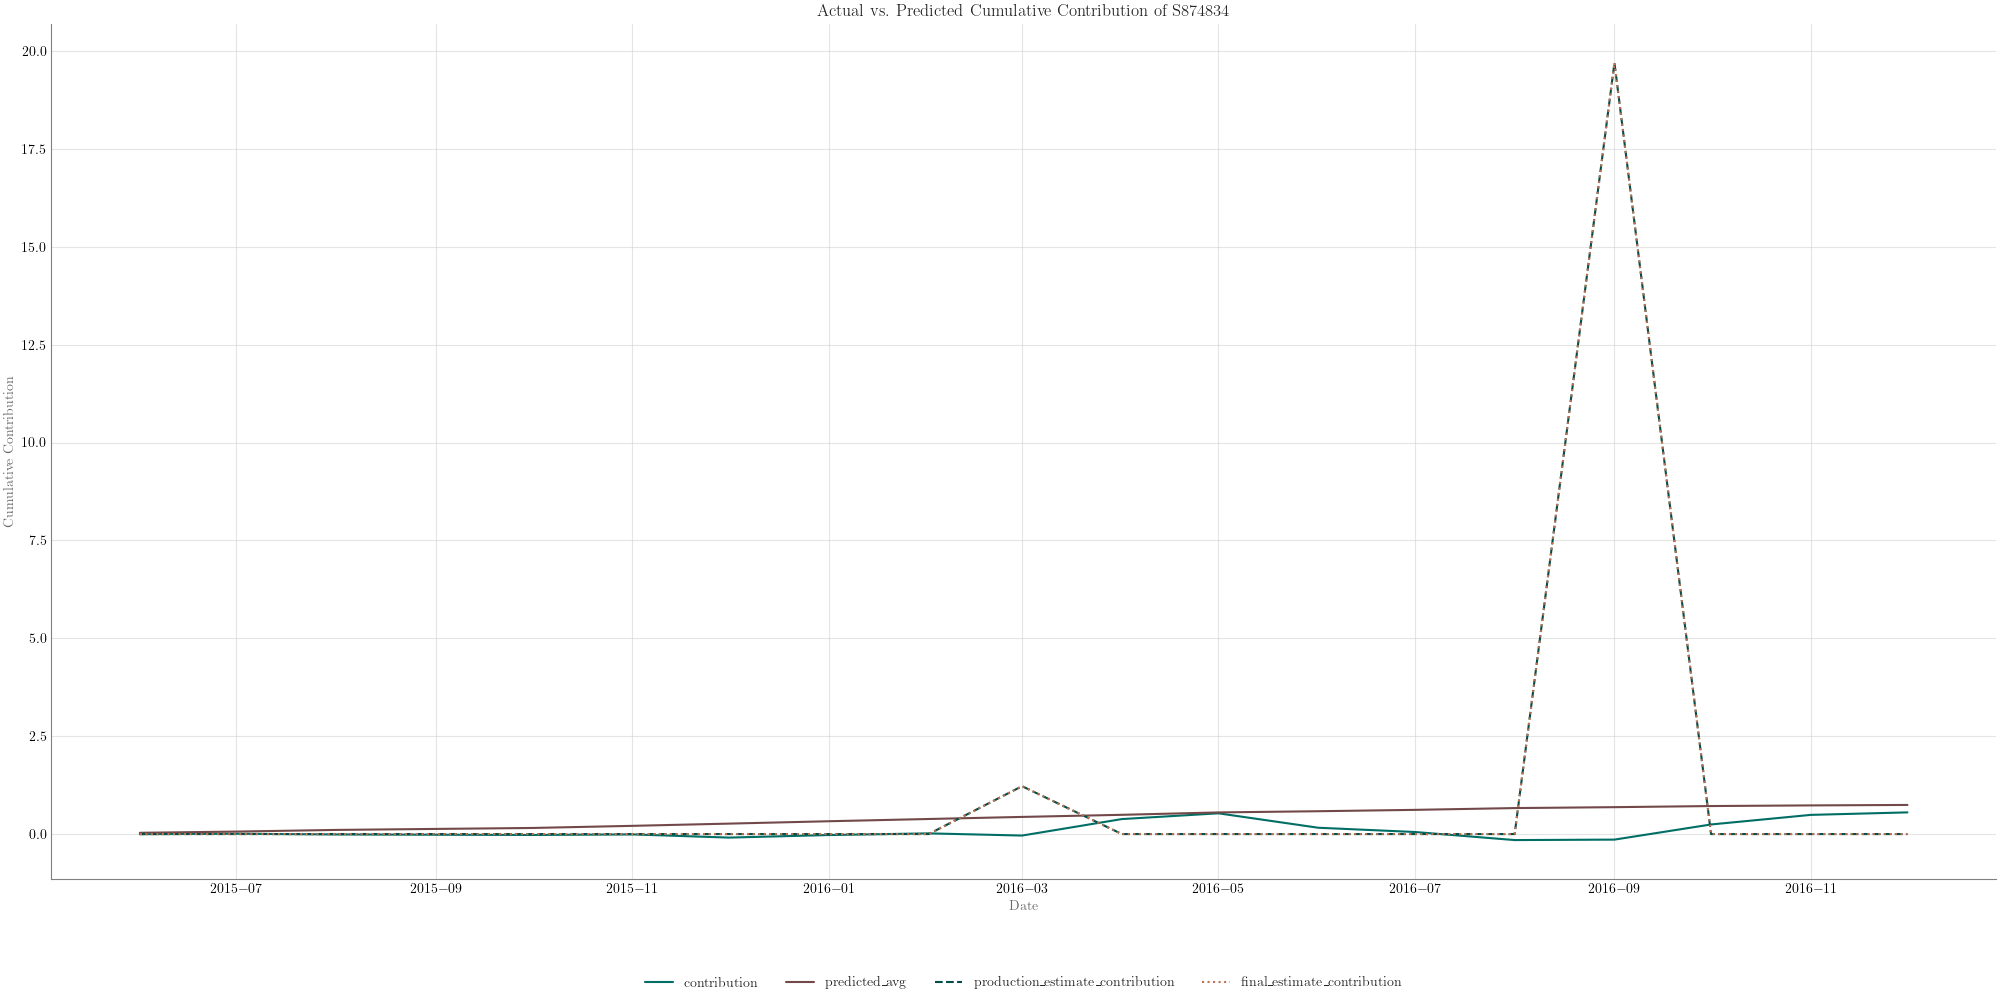 Actual vs. Predicted Cumulative Contribution of S874834
20.0
17.5
15.0
12.5
10.0
7.5
5.0
2.5
0.0
Cumulative Contribution
2015−07 2015−09 2015−11 2016−01 2016−03 2016−05 2016−07 2016−09 2016−11
Date
contribution predicted_avg production_estimate_contribution final_estimate_contribution